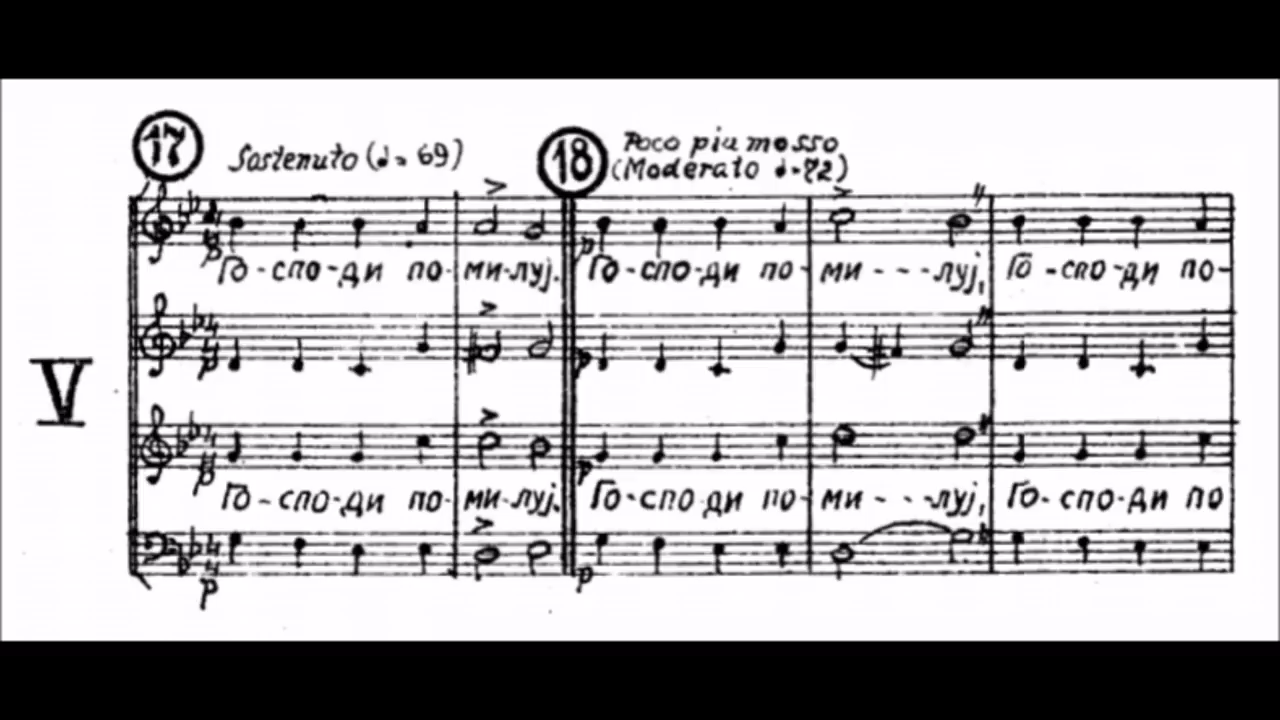 17 Sostenuto (♩= 69) 18 Poco piu mosso
(Moderato ♩=72)
p p
Го-спо-ди по-ми-луј. Го-спо-ди по-ми---луј, Го-спо-ди по-
V
p p
p p
Го-спо-ди по-ми-луј. Го-спо-ди по-ми---луј, Го-спо-ди по
p p